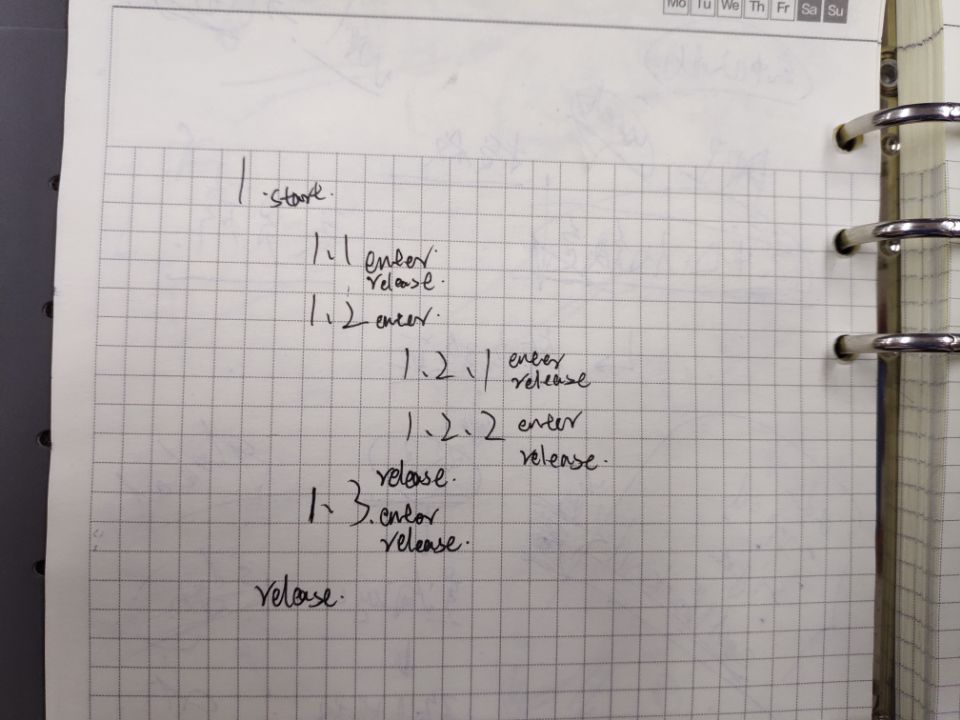 Mo Tu We Th Fr Sa Su
1. start.
1.1 enter.
release.
1.2 enter.
1.2.1 enter
release
1.2.2 enter
release.
release.
1.3. enter
release.
release.